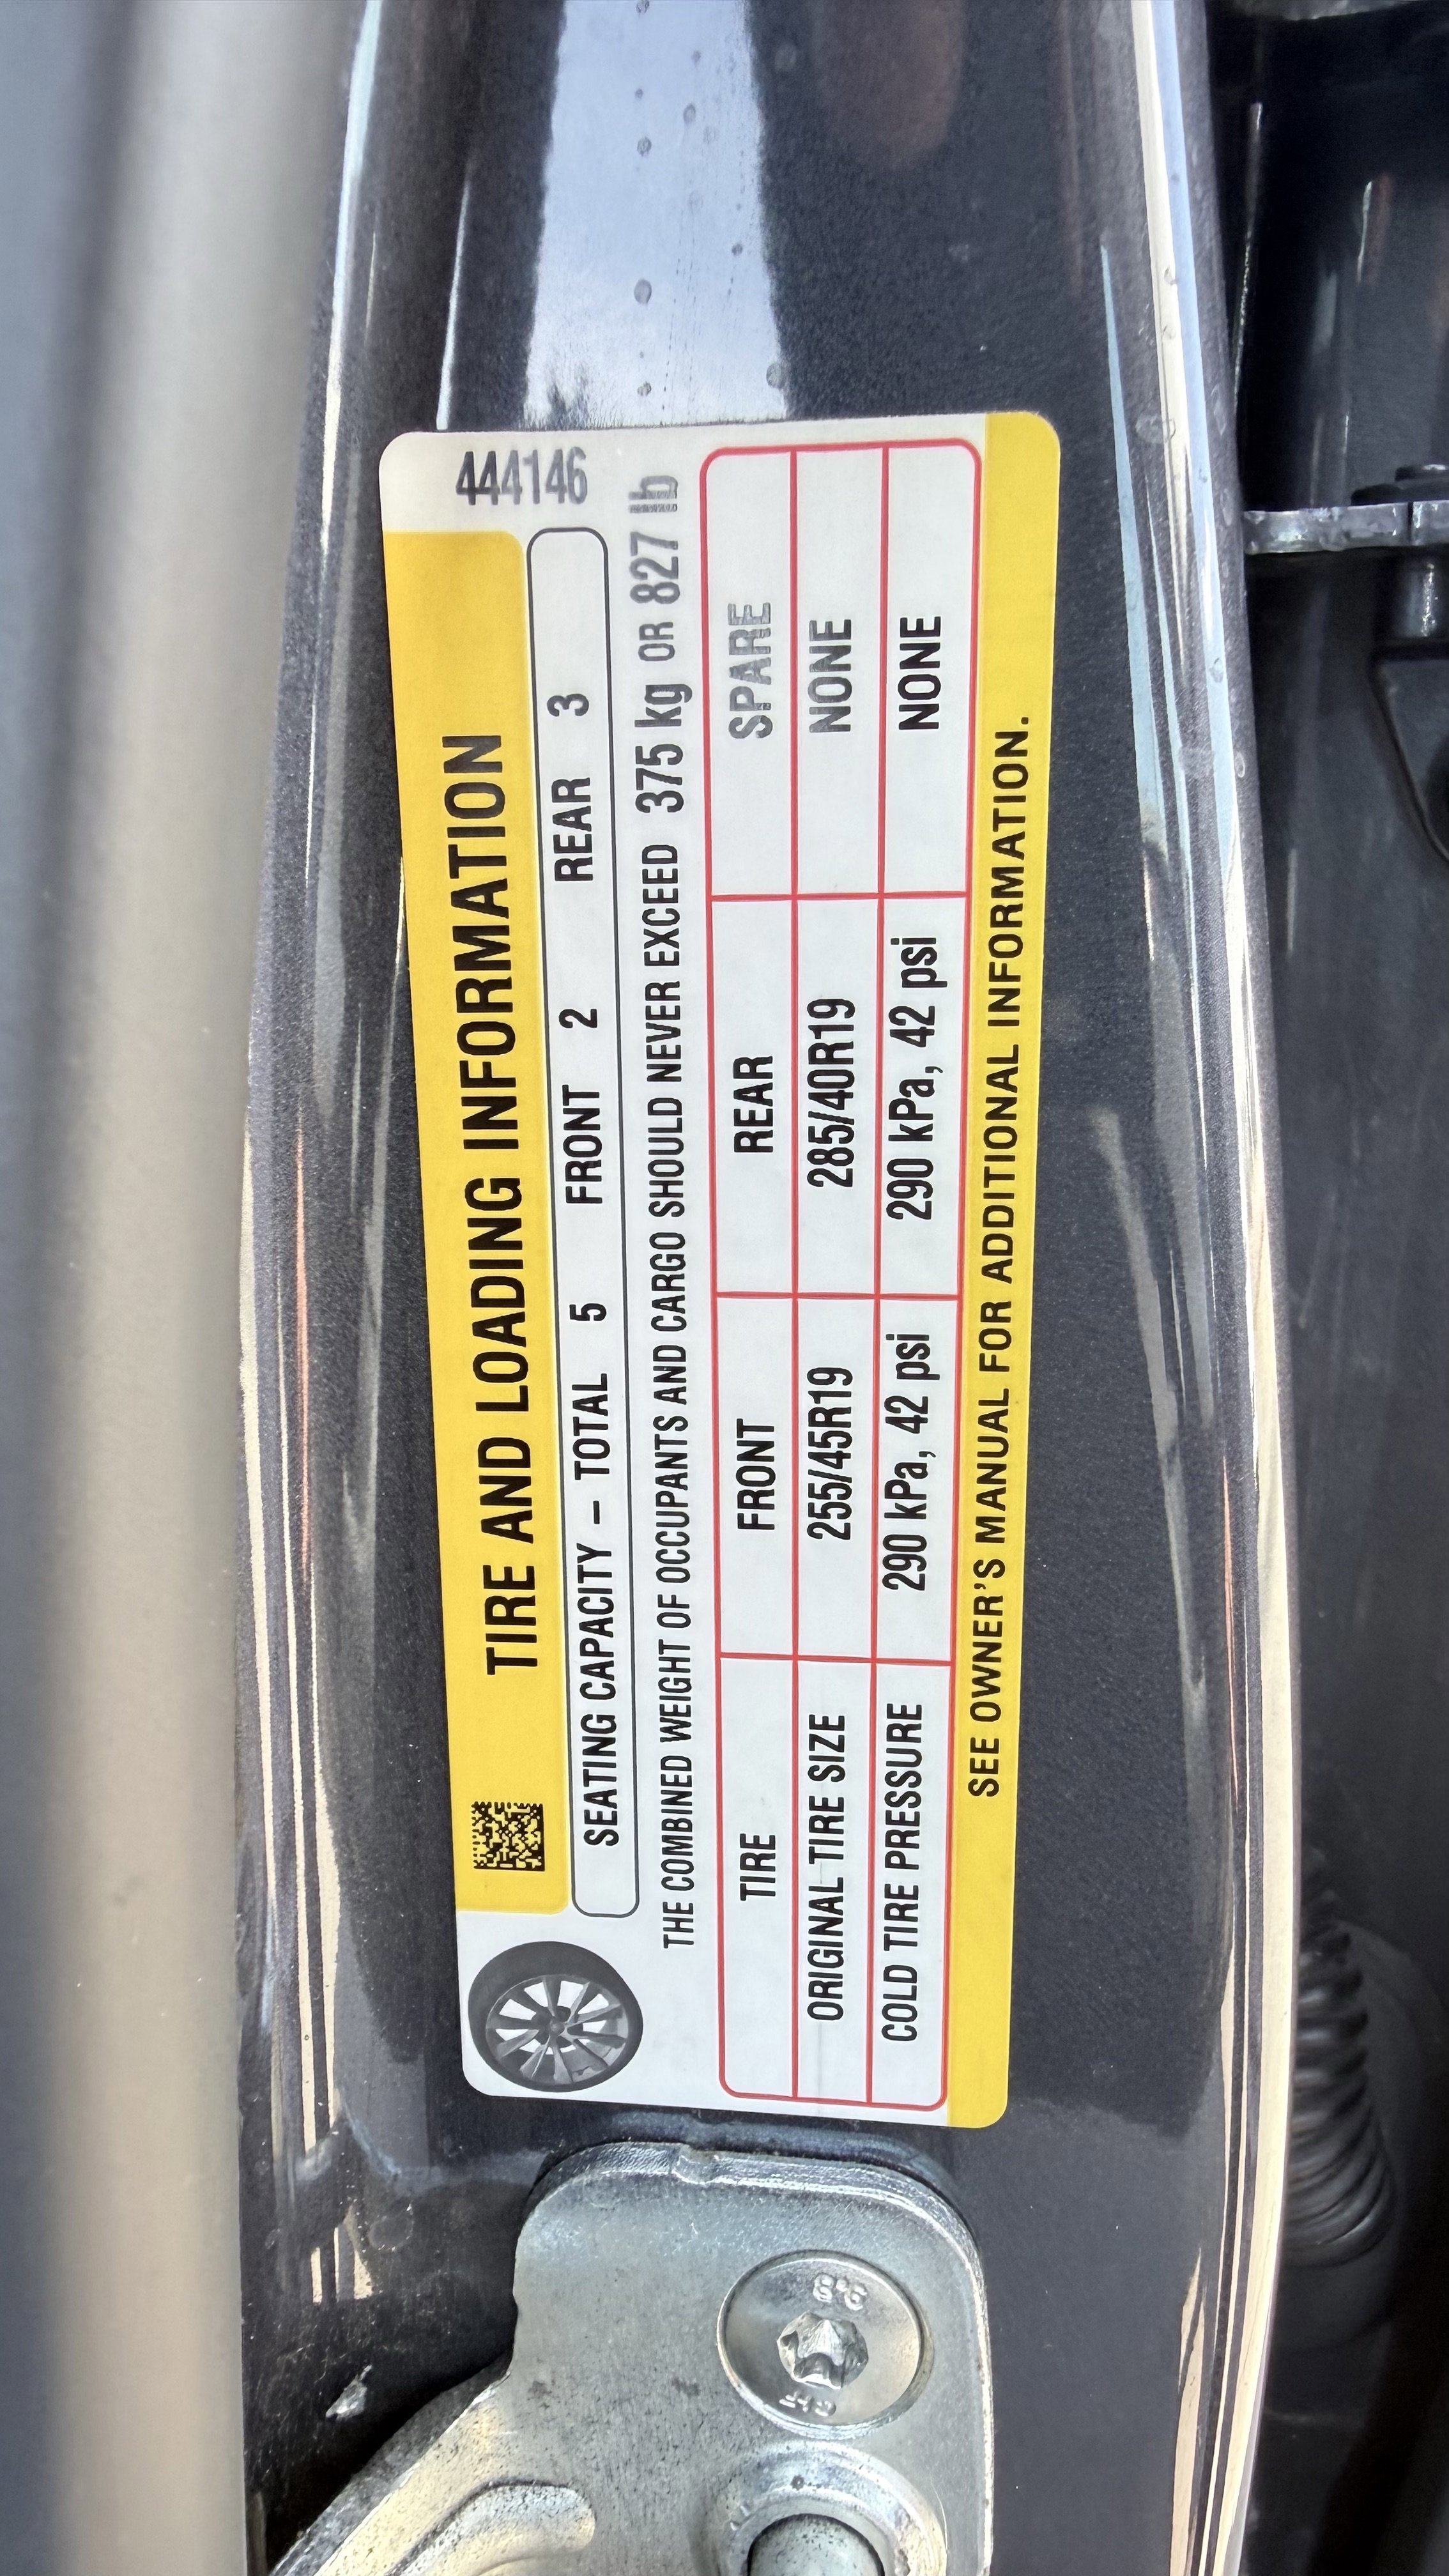 444146
TIRE AND LOADING INFORMATION
SEATING CAPACITY – TOTAL 5 FRONT 2 REAR 3
THE COMBINED WEIGHT OF OCCUPANTS AND CARGO SHOULD NEVER EXCEED 375 kg OR 827 lb
TIRE FRONT REAR SPARE
ORIGINAL TIRE SIZE 255/45R19 285/40R19 NONE
COLD TIRE PRESSURE 290 kPa, 42 psi 290 kPa, 42 psi NONE
SEE OWNER'S MANUAL FOR ADDITIONAL INFORMATION.
8.8